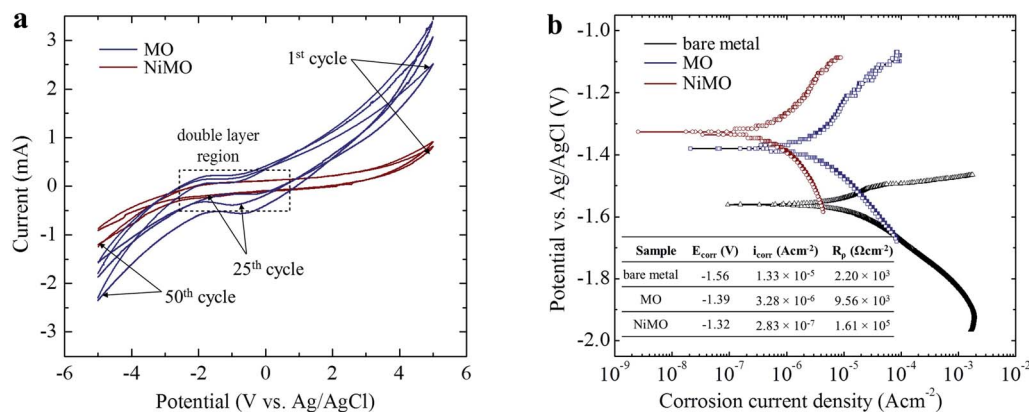 a
MO
NiMO
1st cycle
double layer
region
25th cycle
50th cycle
3
2
1
0
-1
-2
-3
Current (mA)
-6 -4 -2 0 2 4 6
Potential (V vs. Ag/AgCl)
b
bare metal
MO
NiMO
-1.0
-1.2
-1.4
-1.6
-1.8
-2.0
Potential vs. Ag/AgCl (V)
Sample Ecorr (V) icorr (Acm-2) Rp (Ωcm-2)
bare metal -1.56 1.33 × 10-5 2.20 × 103
MO -1.39 3.28 × 10-6 9.56 × 103
NiMO -1.32 2.83 × 10-7 1.61 × 105
10-9 10-8 10-7 10-6 10-5 10-4 10-3 10-2
Corrosion current density (Acm-2)